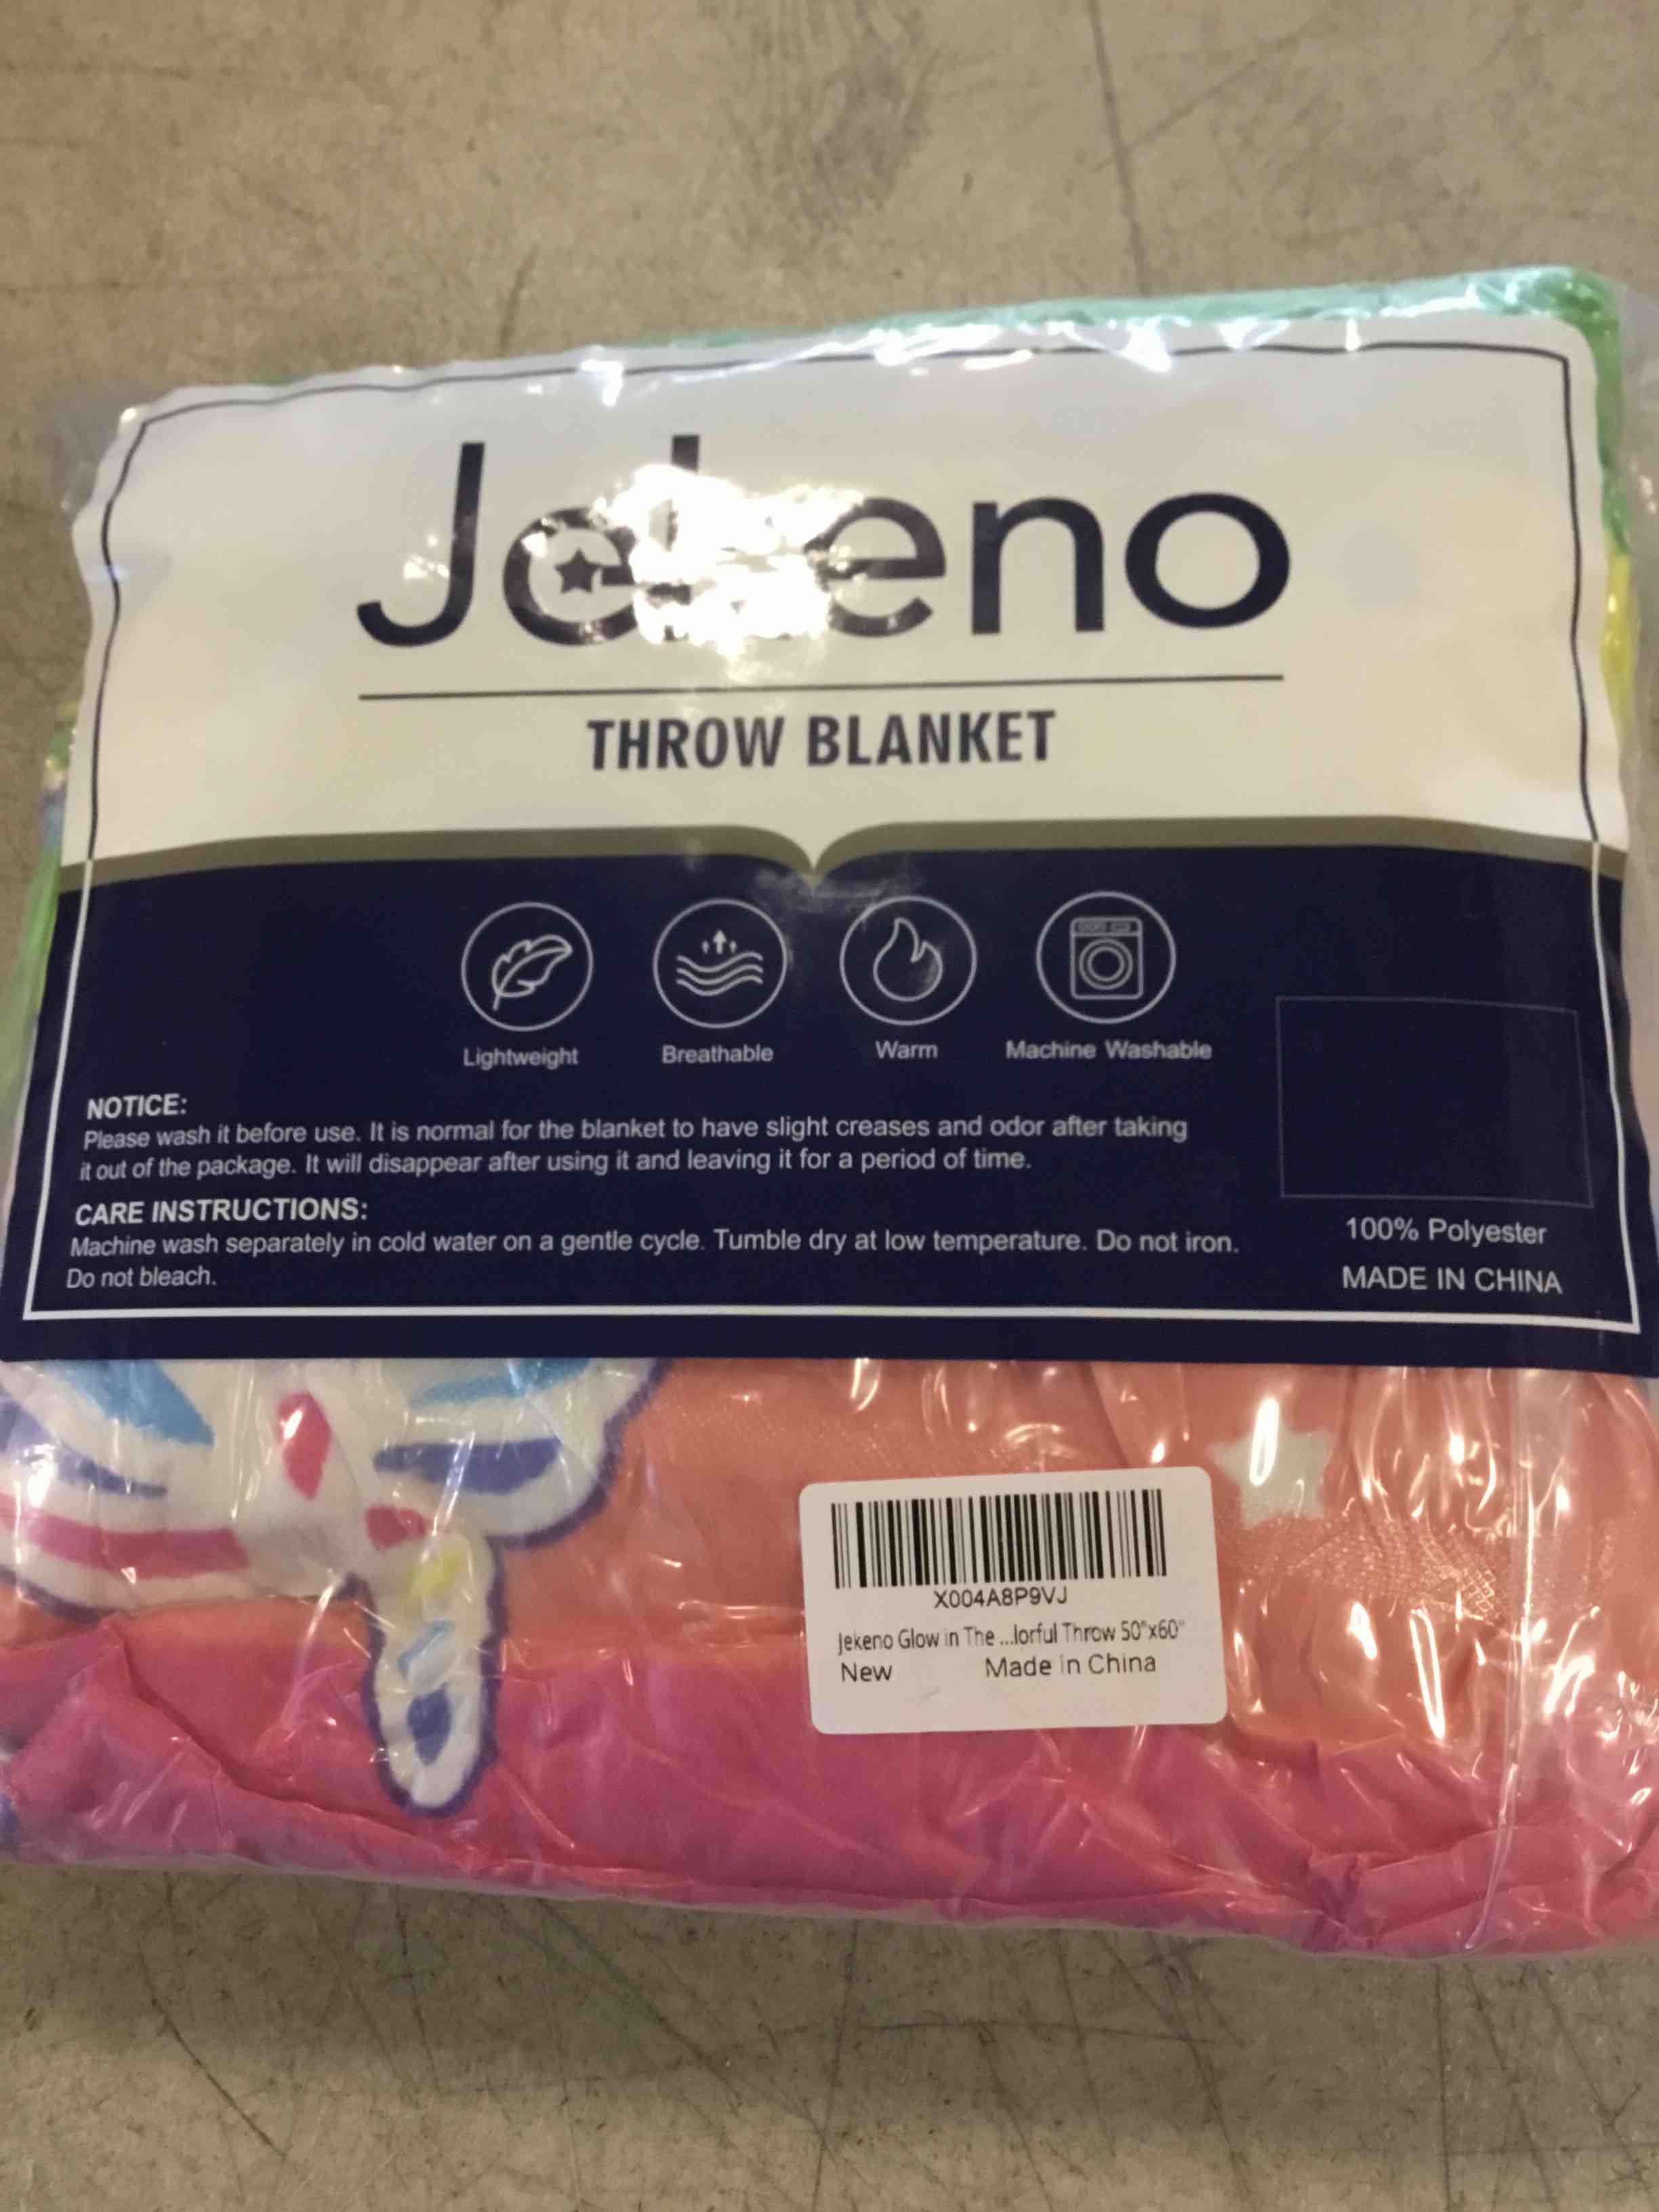 Jekeno
THROW BLANKET
Lightweight Breathable Warm Machine Washable
NOTICE:
Please wash it before use. It is normal for the blanket to have slight creases and odor after taking
it out of the package. It will disappear after using it and leaving it for a period of time.
CARE INSTRUCTIONS:
Machine wash separately in cold water on a gentle cycle. Tumble dry at low temperature. Do not iron.
Do not bleach.
100% Polyester
MADE IN CHINA
X004A8P9VJ
Jekeno Glow in The ...lorful Throw 50"x60"
New Made in China